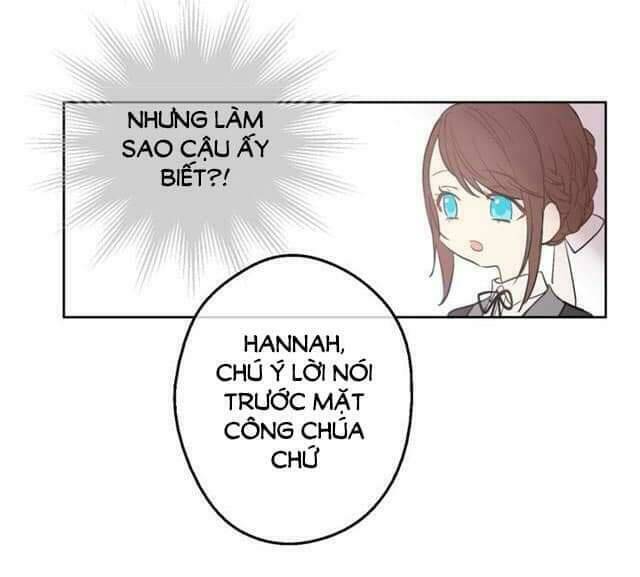 NHƯNG LÀM
SAO CẬU ẤY
BIẾT?!
HANNAH,
CHÚ Ý LỜI NÓI
TRƯỚC MẶT
CÔNG CHÚA
CHỨ